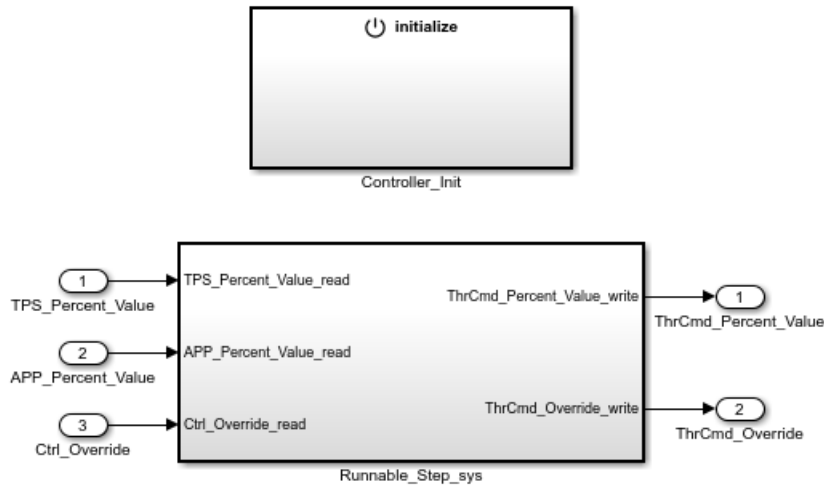 initialize
Controller_Init
1
TPS_Percent_Value
TPS_Percent_Value_read
2
APP_Percent_Value
APP_Percent_Value_read
3
Ctrl_Override
Ctrl_Override_read
ThrCmd_Percent_Value_write
1
ThrCmd_Percent_Value
ThrCmd_Override_write
2
ThrCmd_Override
Runnable_Step_sys